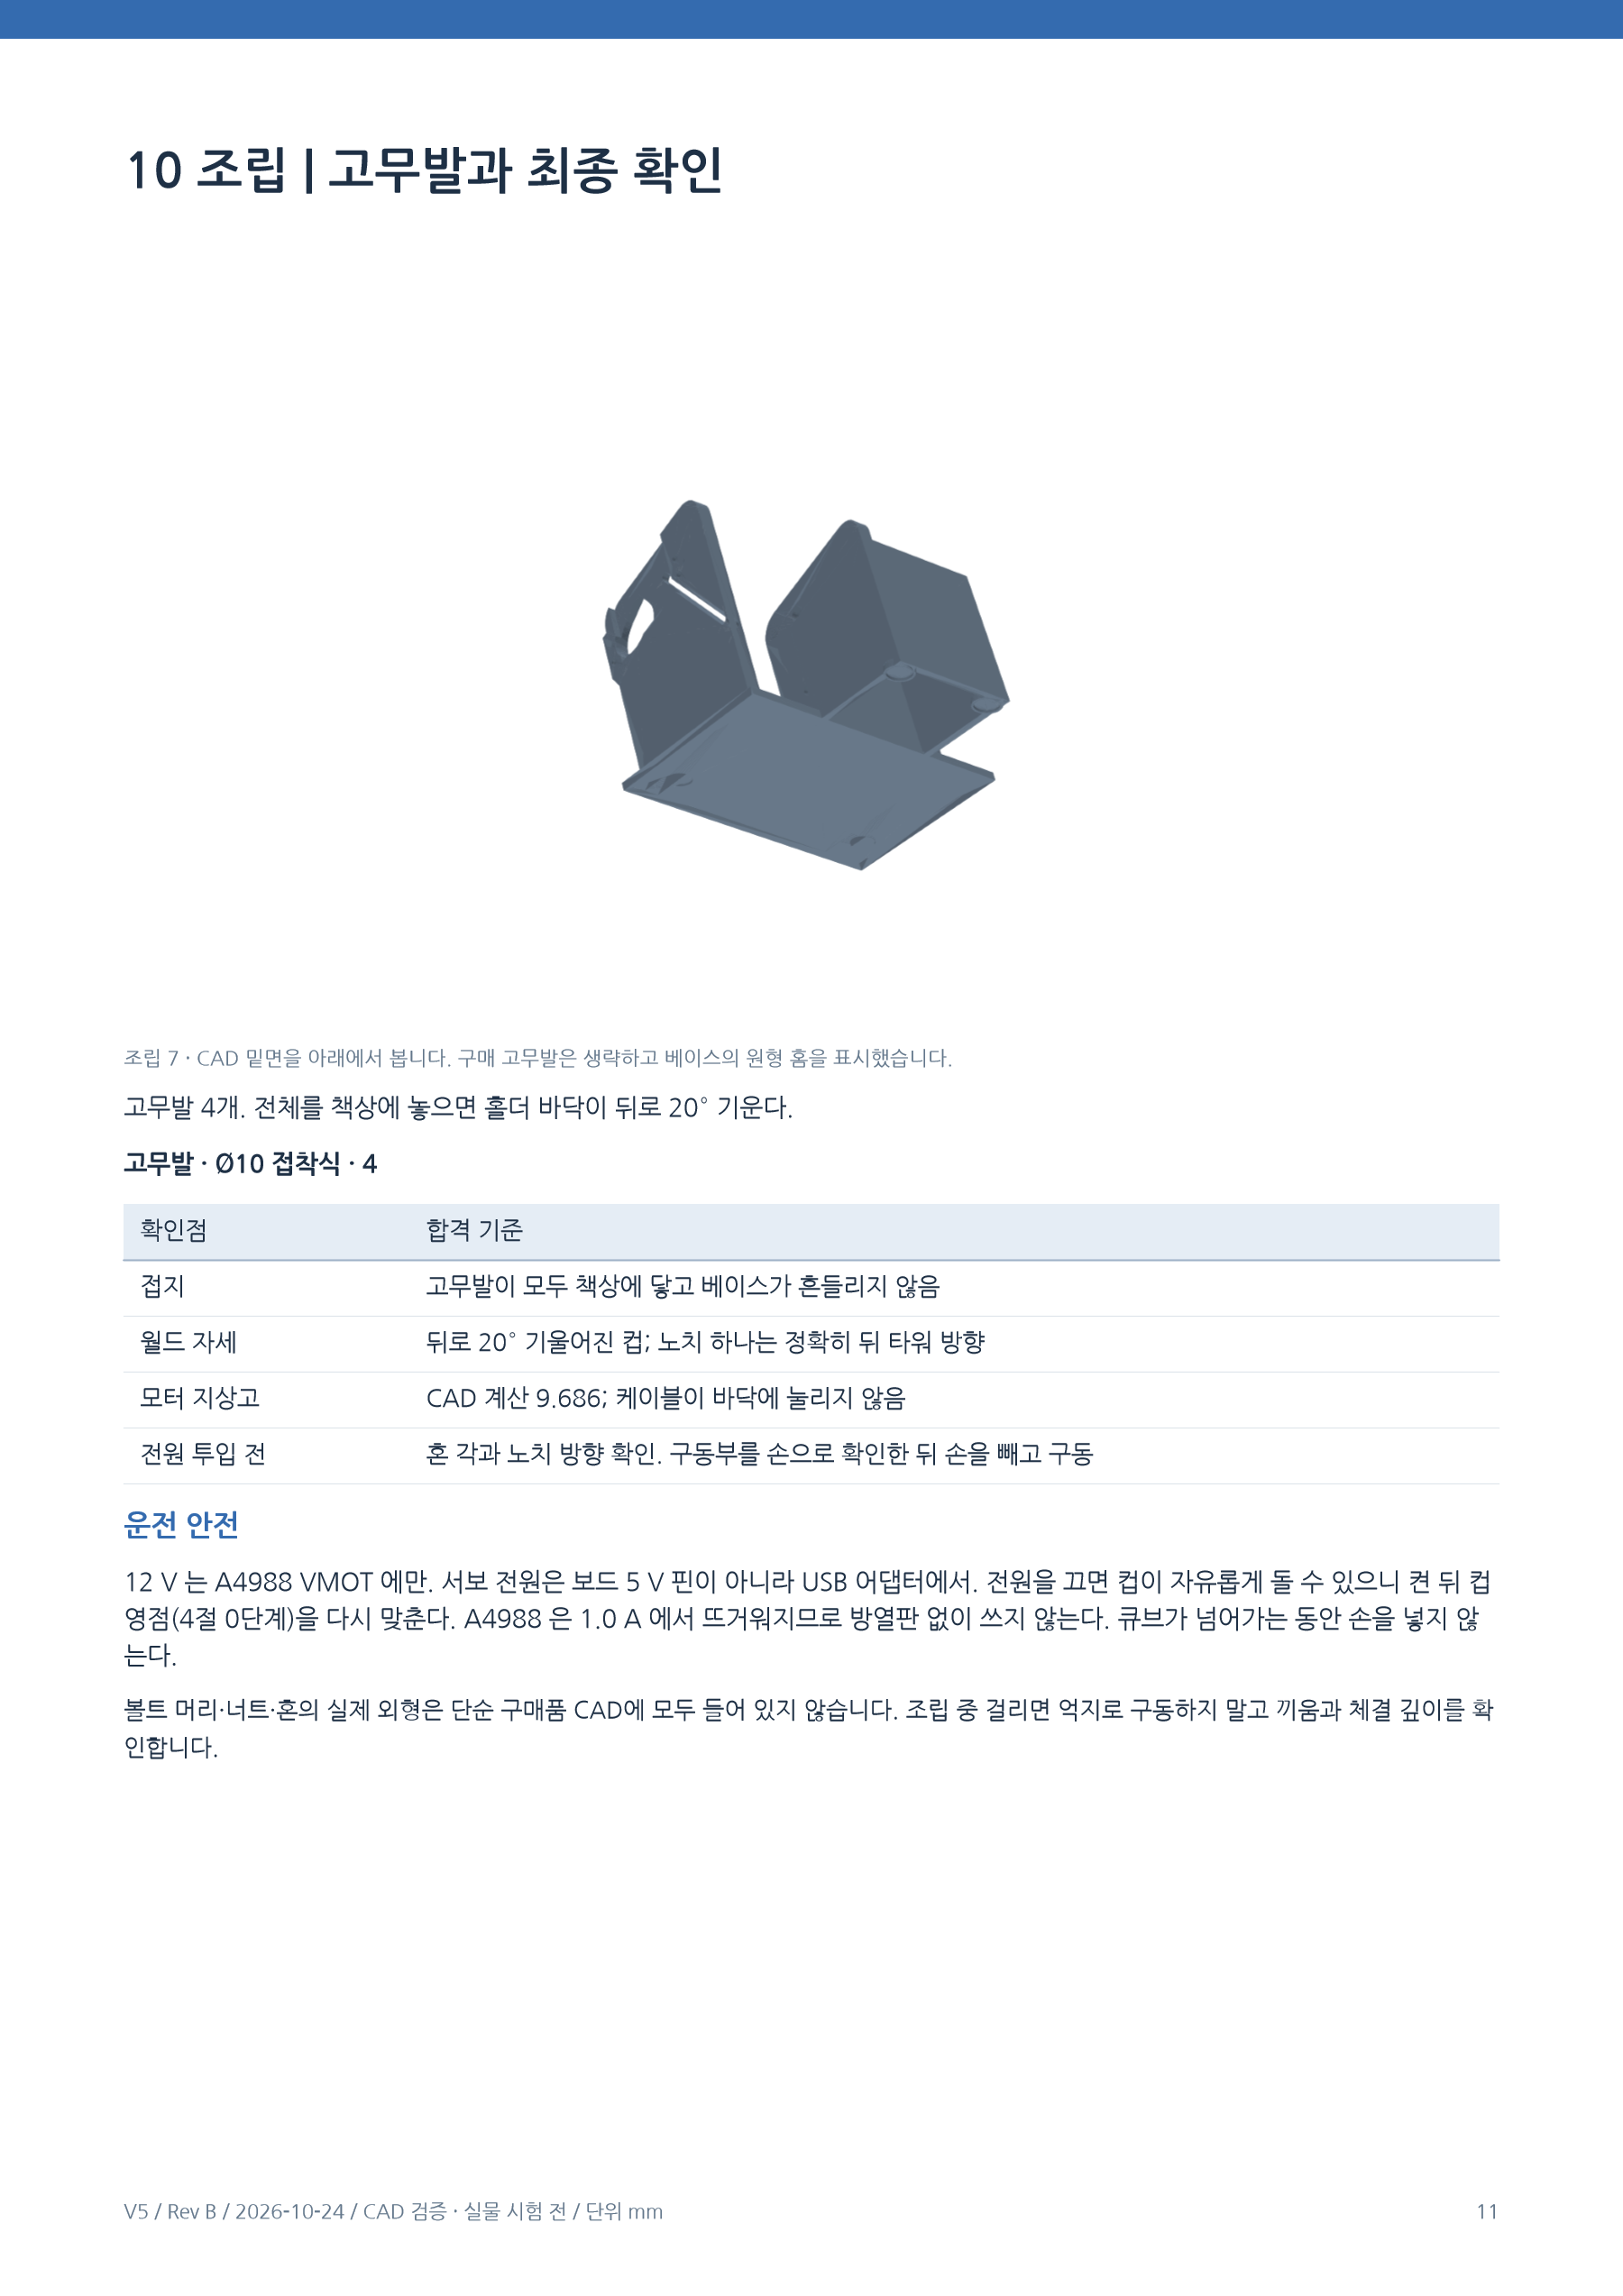 10 조립 | 고무발과 최종 확인
조립 7 · CAD 밑면을 아래에서 봅니다. 구매 고무발은 생략하고 베이스의 원형 홈을 표시했습니다.
고무발 4개. 전체를 책상에 놓으면 홀더 바닥이 뒤로 20° 기운다.
고무발 · Ø10 접착식 · 4
확인점 합격 기준
접지 고무발이 모두 책상에 닿고 베이스가 흔들리지 않음
월드 자세 뒤로 20° 기울어진 컵; 노치 하나는 정확히 뒤 타워 방향
모터 지상고 CAD 계산 9.686; 케이블이 바닥에 눌리지 않음
전원 투입 전 혼 각과 노치 방향 확인. 구동부를 손으로 확인한 뒤 손을 빼고 구동
운전 안전
12 V 는 A4988 VMOT 에만. 서보 전원은 보드 5 V 핀이 아니라 USB 어댑터에서. 전원을 끄면 컵이 자유롭게 돌 수 있으니 켠 뒤 컵
영점(4절 0단계)을 다시 맞춘다. A4988 은 1.0 A 에서 뜨거워지므로 방열판 없이 쓰지 않는다. 큐브가 넘어가는 동안 손을 넣지 않
는다.
볼트 머리·너트·혼의 실제 외형은 단순 구매품 CAD에 모두 들어 있지 않습니다. 조립 중 걸리면 억지로 구동하지 말고 끼움과 체결 깊이를 확
인합니다.
V5 / Rev B / 2026-10-24 / CAD 검증 · 실물 시험 전 / 단위 mm 11